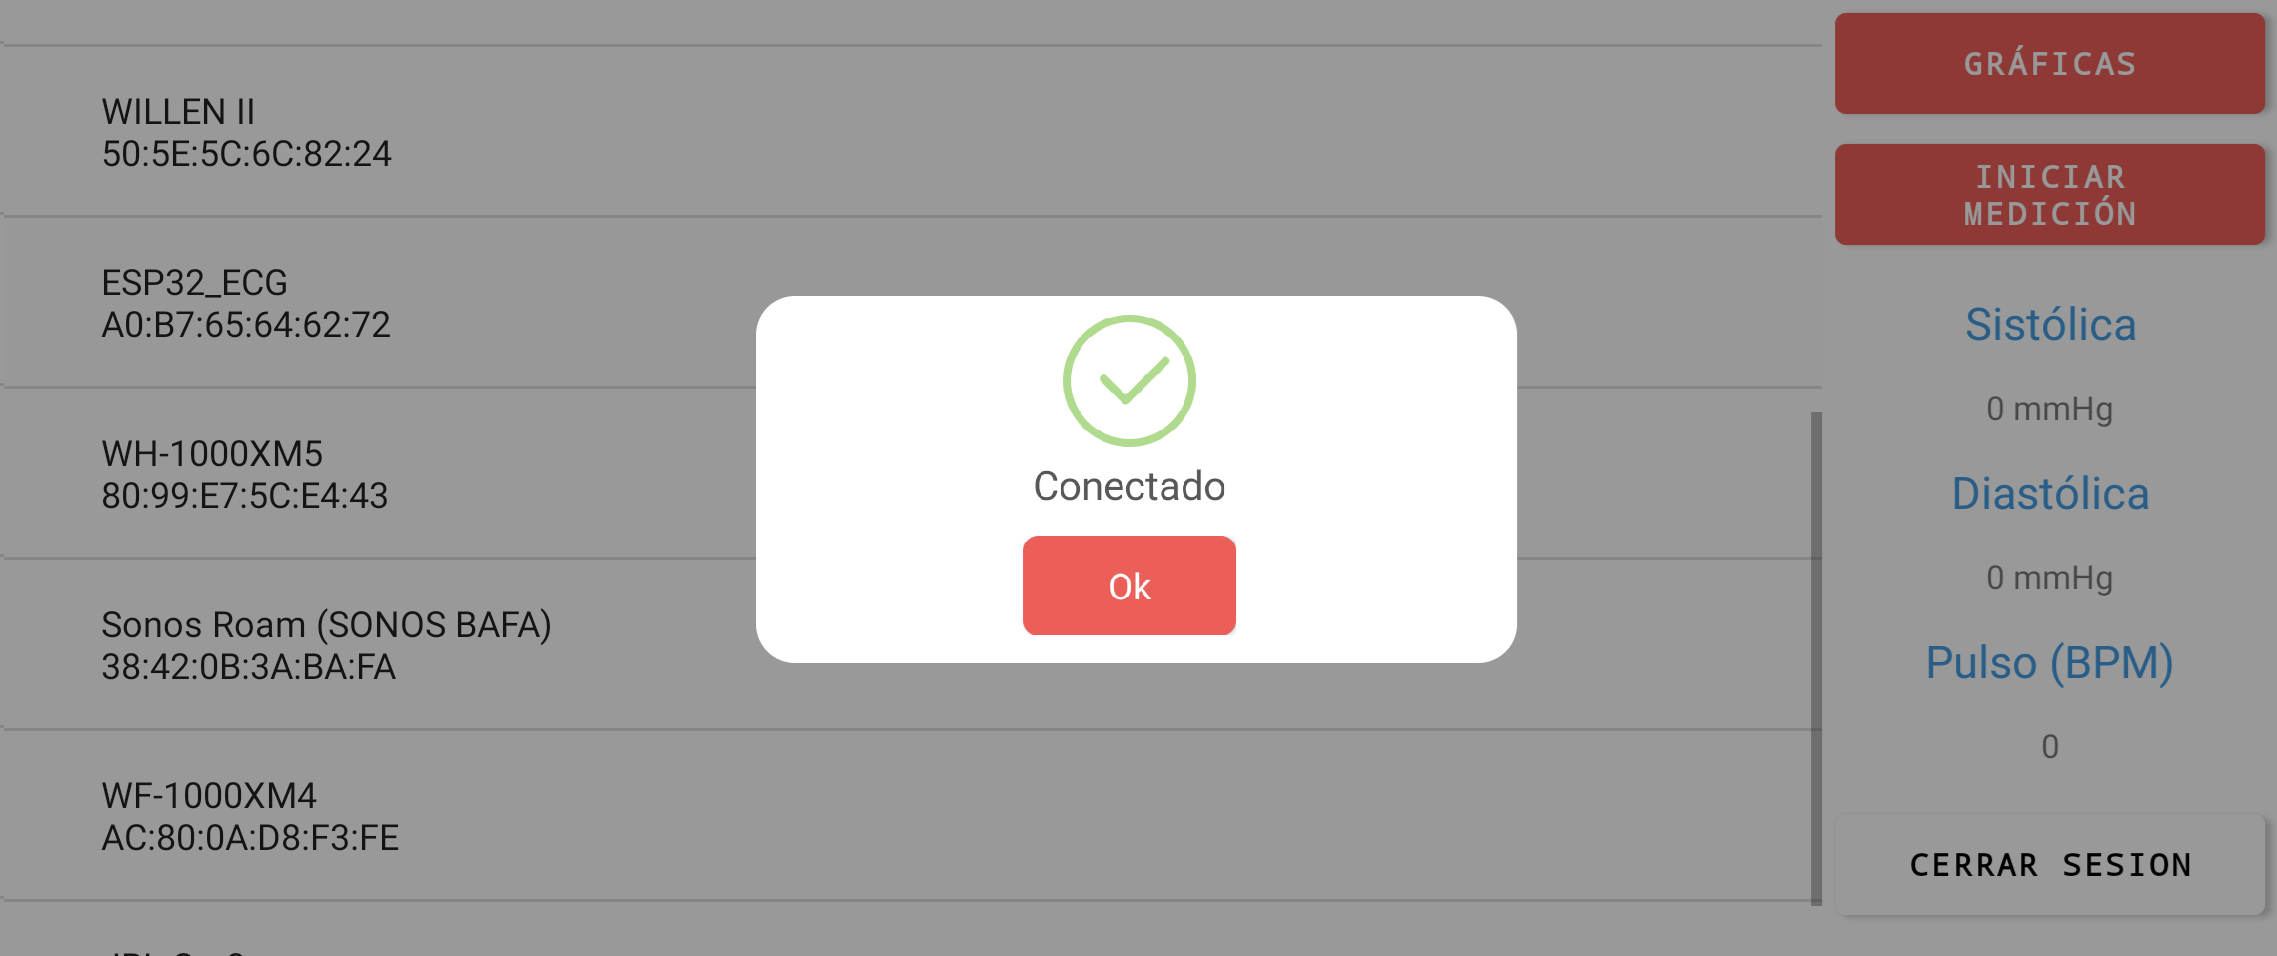 WILLEN II
50:5E:5C:6C:82:24
ESP32_ECG
A0:B7:65:64:62:72
WH-1000XM5
80:99:E7:5C:E4:43
Sonos Roam (SONOS BAFA)
38:42:0B:3A:BA:FA
WF-1000XM4
AC:80:0A:D8:F3:FE
Conectado
Ok
GRÁFICAS
INICIAR
MEDICIÓN
Sistólica
0 mmHg
Diastólica
0 mmHg
Pulso (BPM)
0
CERRAR SESION